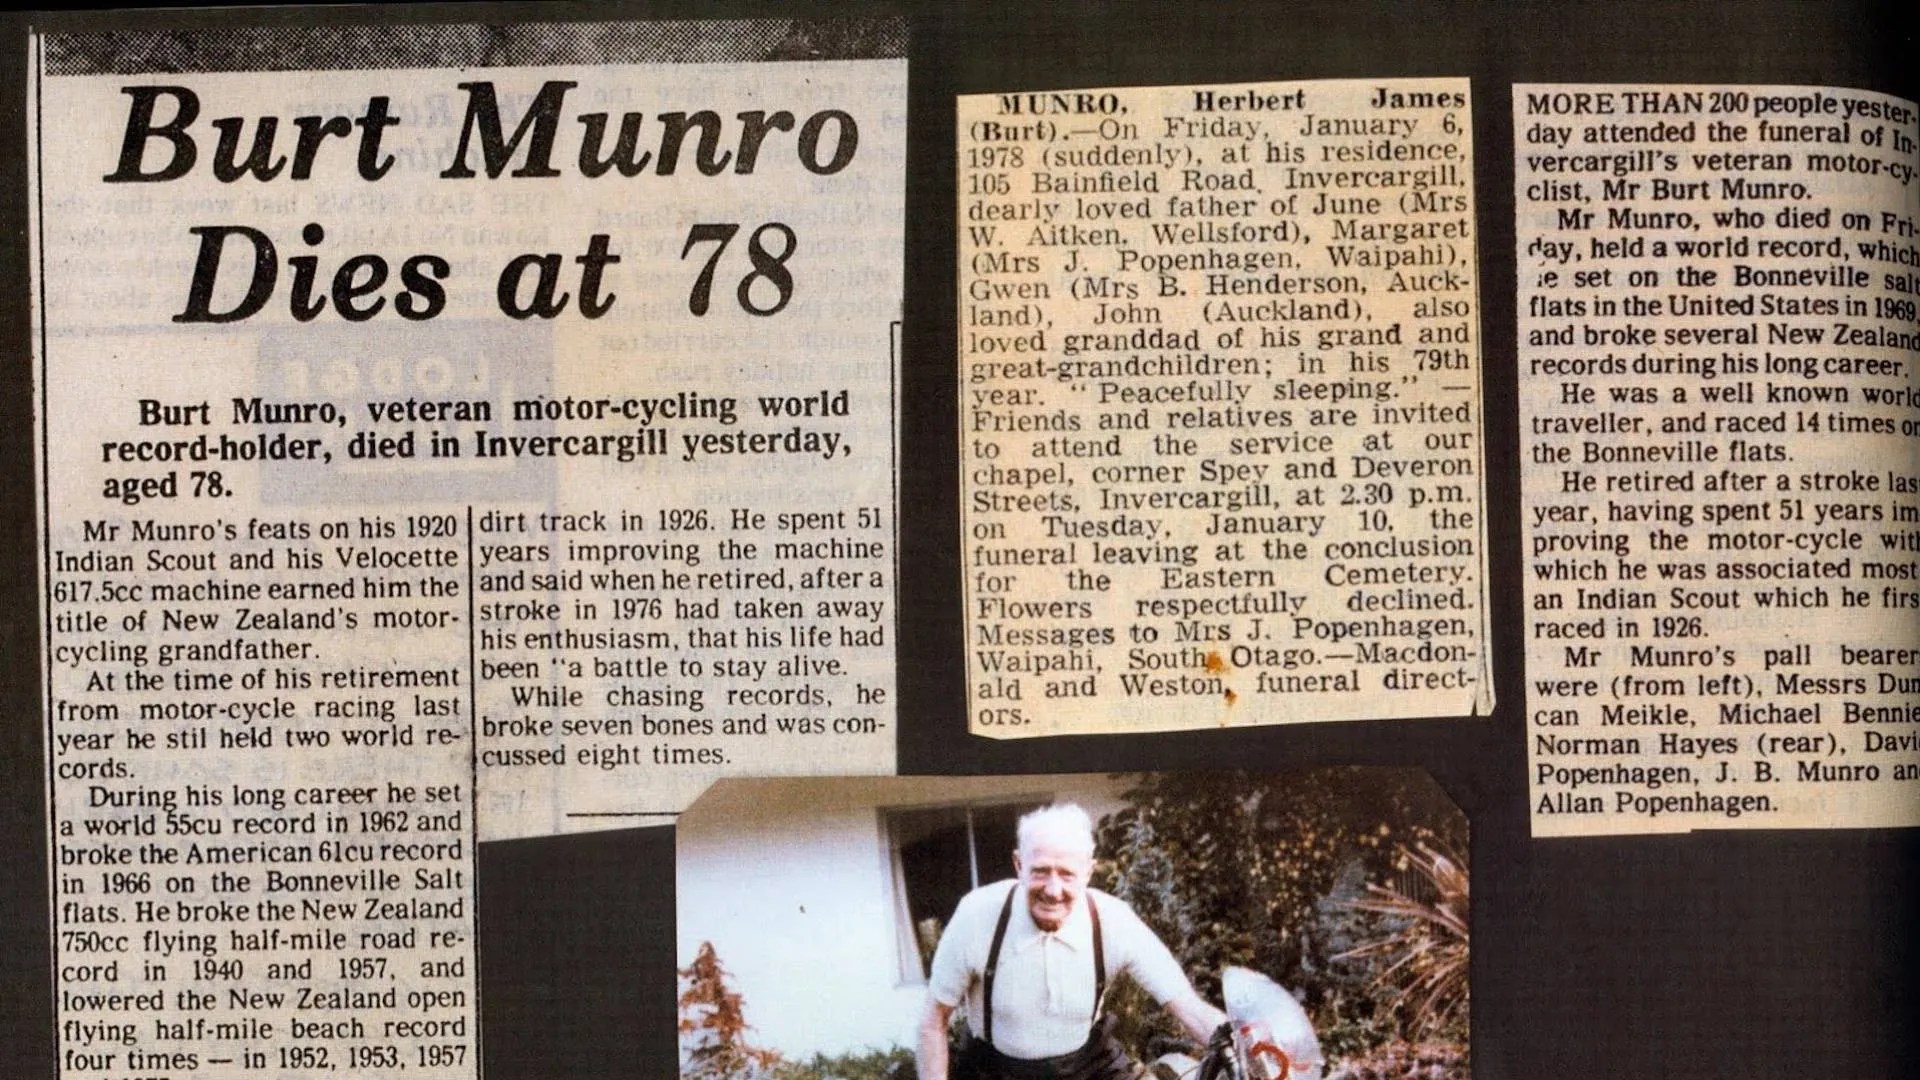 Burt Munro
Dies at 78
Burt Munro, veteran motor-cycling world
record-holder, died in Invercargill yesterday,
aged 78.
Mr Munro's feats on his 1920
Indian Scout and his Velocette
617.5cc machine earned him the
title of New Zealand's motor-
cycling grandfather.
At the time of his retirement
from motor-cycle racing last
year he stil held two world re-
cords.
During his long career he set
a world 55cu record in 1962 and
broke the American 61cu record
in 1966 on the Bonneville Salt
flats. He broke the New Zealand
750cc flying half-mile road re-
cord in 1940 and 1957, and
lowered the New Zealand open
flying half-mile beach record
four times — in 1952, 1953, 1957
dirt track in 1926. He spent 51
years improving the machine
and said when he retired, after a
stroke in 1976 had taken away
his enthusiasm, that his life had
been "a battle to stay alive.
While chasing records, he
broke seven bones and was con-
cussed eight times.
MUNRO, Herbert James
(Burt).—On Friday, January 6,
1978 (suddenly), at his residence,
105 Bainfield Road, Invercargill,
dearly loved father of June (Mrs
W. Aitken, Wellsford), Margaret
(Mrs J. Popenhagen, Waipahi),
Gwen (Mrs B. Henderson, Auck-
land), John (Auckland), also
loved granddad of his grand and
great-grandchildren; in his 79th
year. "Peacefully sleeping." —
Friends and relatives are invited
to attend the service at our
chapel, corner Spey and Deveron
Streets, Invercargill, at 2.30 p.m.
on Tuesday, January 10, the
funeral leaving at the conclusion
for the Eastern Cemetery.
Flowers respectfully declined.
Messages to Mrs J. Popenhagen,
Waipahi, South Otago.—Macdon-
ald and Weston, funeral direct-
ors.
MORE THAN 200 people yester-
day attended the funeral of In-
vercargill's veteran motor-cy-
clist, Mr Burt Munro.
Mr Munro, who died on Fri-
day, held a world record, which
set on the Bonneville salt
flats in the United States in 1969,
and broke several New Zealand
records during his long career.
He was a well known world
traveller, and raced 14 times on
the Bonneville flats.
He retired after a stroke las
year, having spent 51 years im
proving the motor-cycle with
which he was associated most
an Indian Scout which he firs
raced in 1926.
Mr Munro's pall bearer
were (from left), Messrs Dun
can Meikle, Michael Bennie
Norman Hayes (rear), Davi
Popenhagen, J. B. Munro an
Allan Popenhagen.